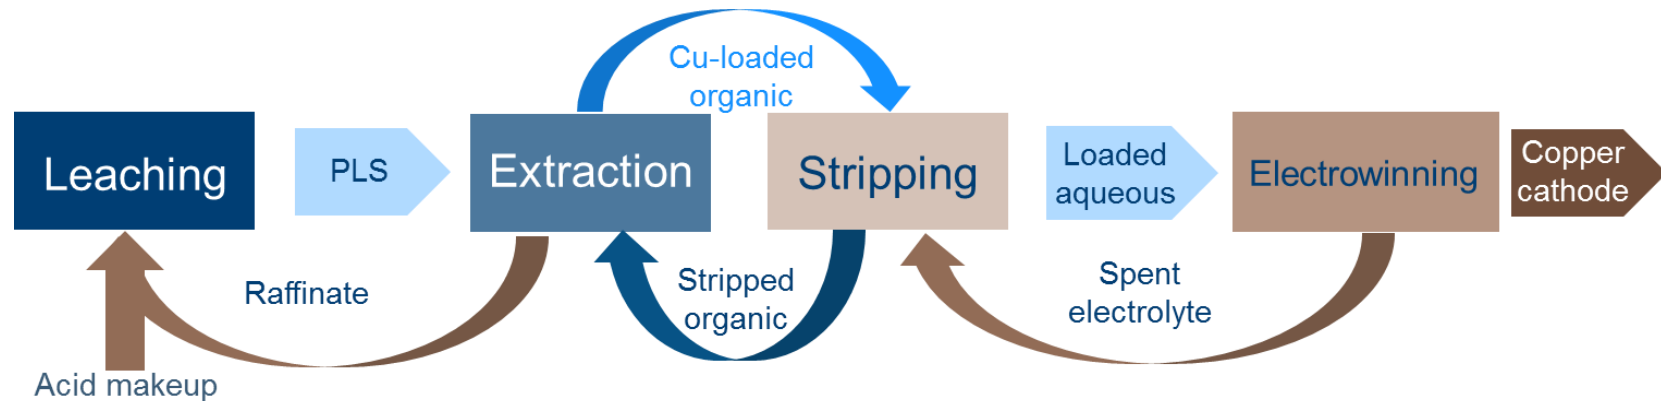 Cu-loaded
organic
Leaching
PLS
Extraction
Stripping
Loaded
aqueous
Electrowinning
Copper
cathode
Raffinate
Stripped
organic
Spent
electrolyte
Acid makeup